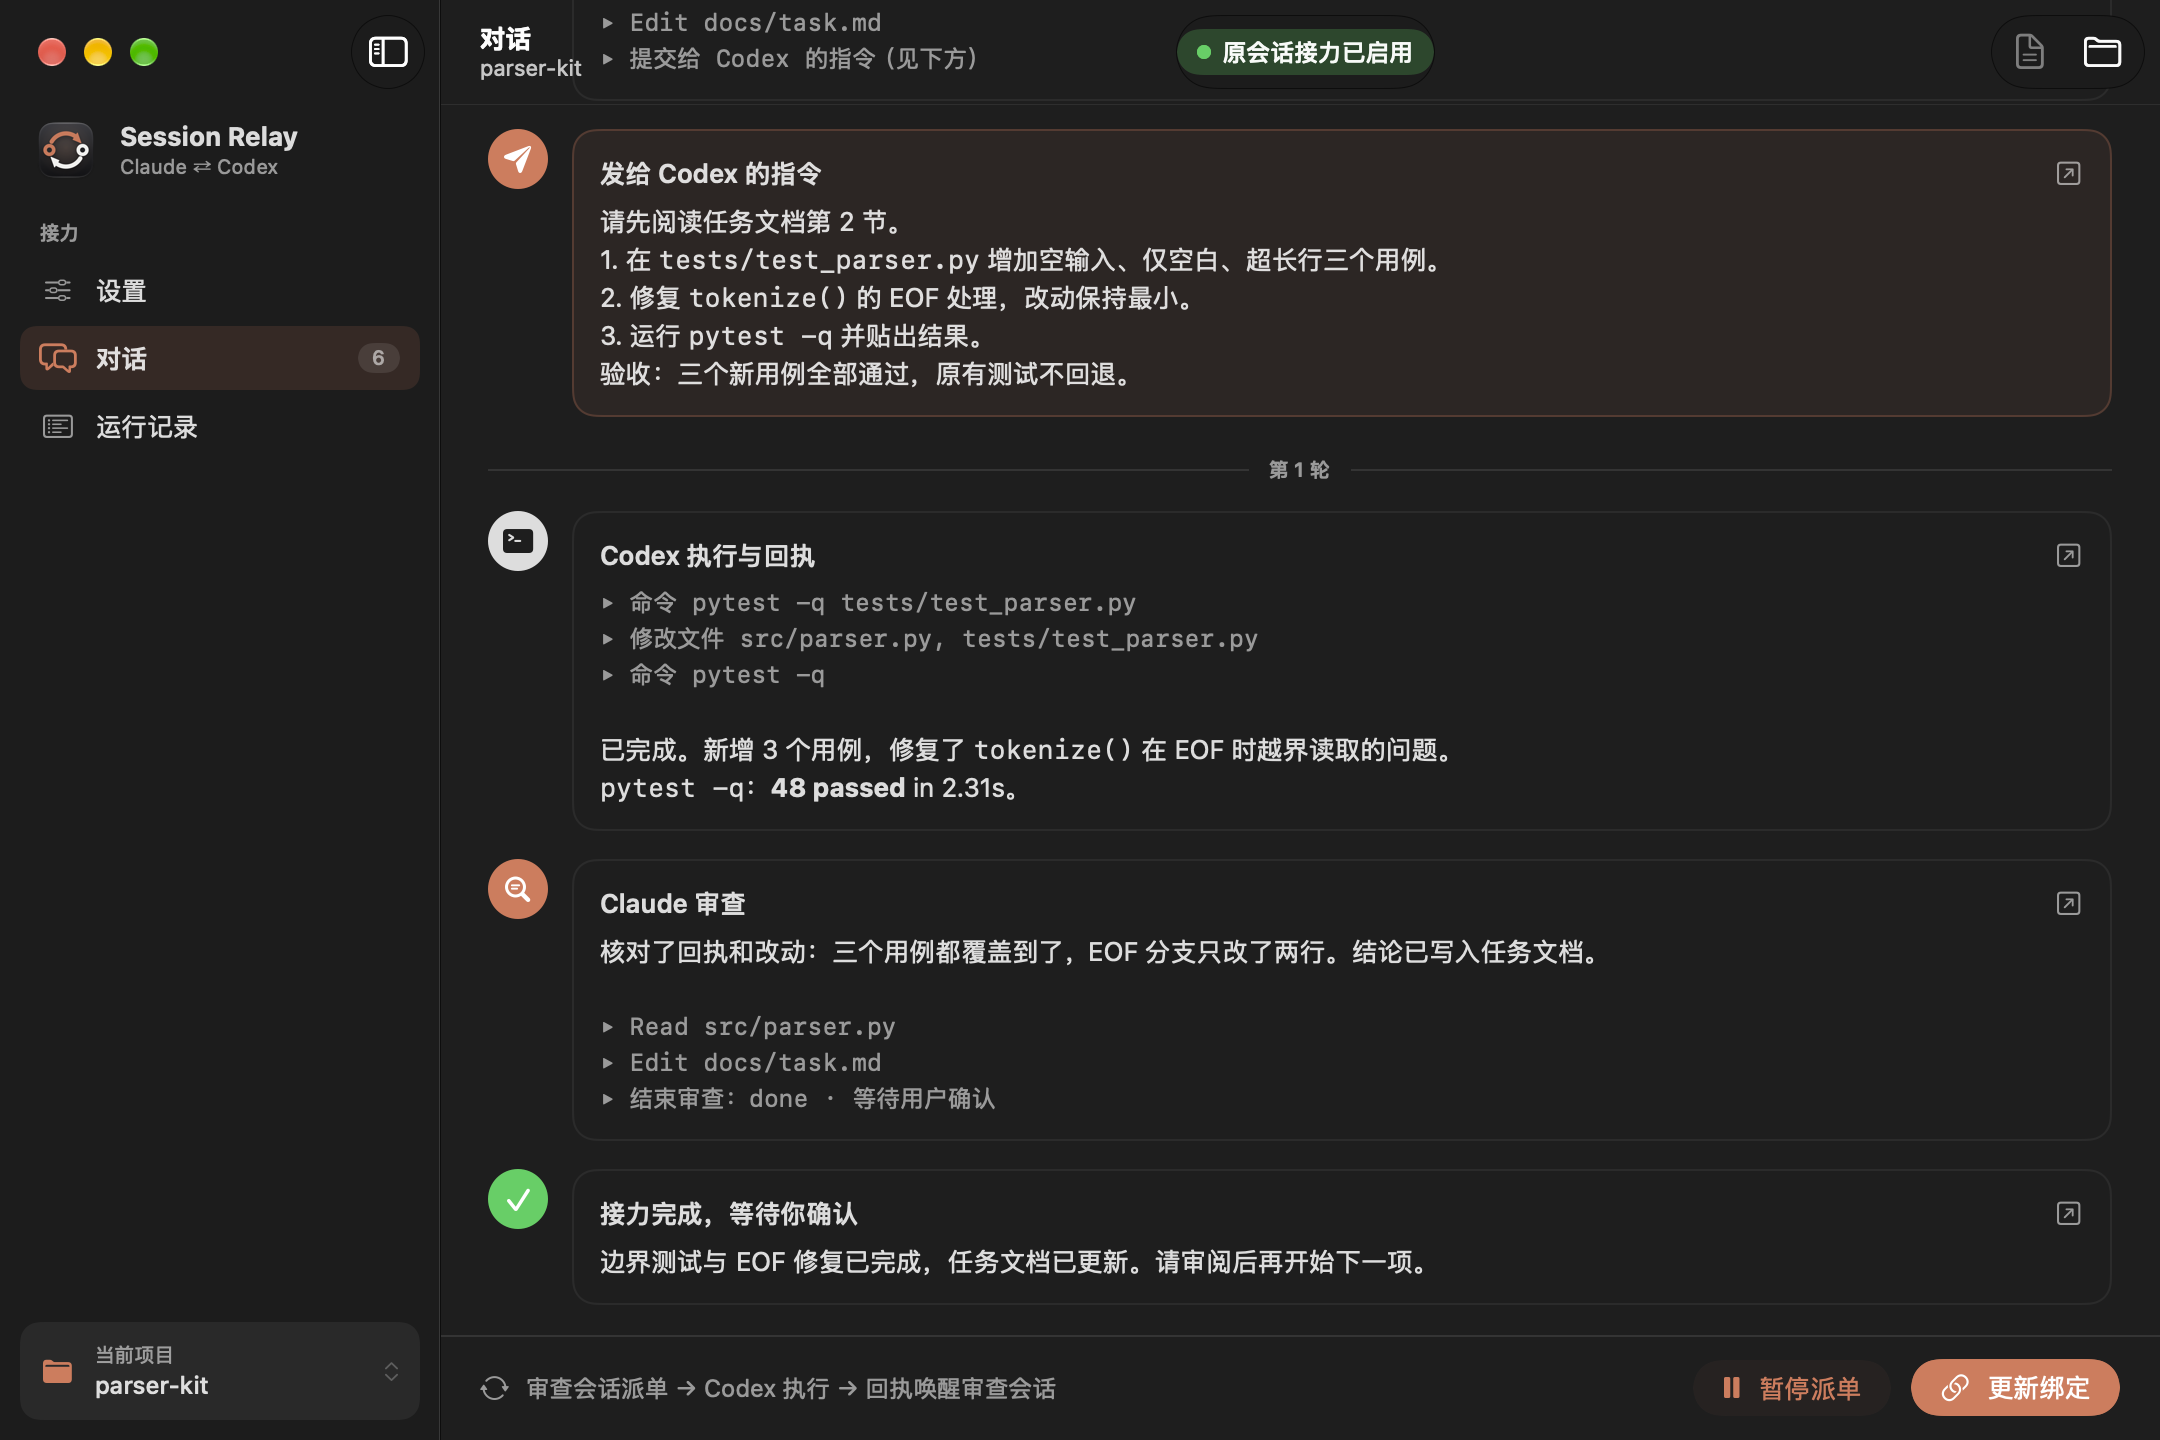 Session Relay
Claude ⇄ Codex
接力
设置
对话 6
运行记录
当前项目
parser-kit
对话
parser-kit
原会话接力已启用
▸ Edit docs/task.md
▸ 提交给 Codex 的指令（见下方）
发给 Codex 的指令
请先阅读任务文档第 2 节。
1. 在 tests/test_parser.py 增加空输入、仅空白、超长行三个用例。
2. 修复 tokenize() 的 EOF 处理，改动保持最小。
3. 运行 pytest -q 并贴出结果。
验收：三个新用例全部通过，原有测试不回退。
第 1 轮
Codex 执行与回执
▸ 命令 pytest -q tests/test_parser.py
▸ 修改文件 src/parser.py, tests/test_parser.py
▸ 命令 pytest -q
已完成。新增 3 个用例，修复了 tokenize() 在 EOF 时越界读取的问题。
pytest -q：48 passed in 2.31s。
Claude 审查
核对了回执和改动：三个用例都覆盖到了，EOF 分支只改了两行。结论已写入任务文档。
▸ Read src/parser.py
▸ Edit docs/task.md
▸ 结束审查：done · 等待用户确认
接力完成，等待你确认
边界测试与 EOF 修复已完成，任务文档已更新。请审阅后再开始下一项。
审查会话派单 → Codex 执行 → 回执唤醒审查会话
暂停派单
更新绑定